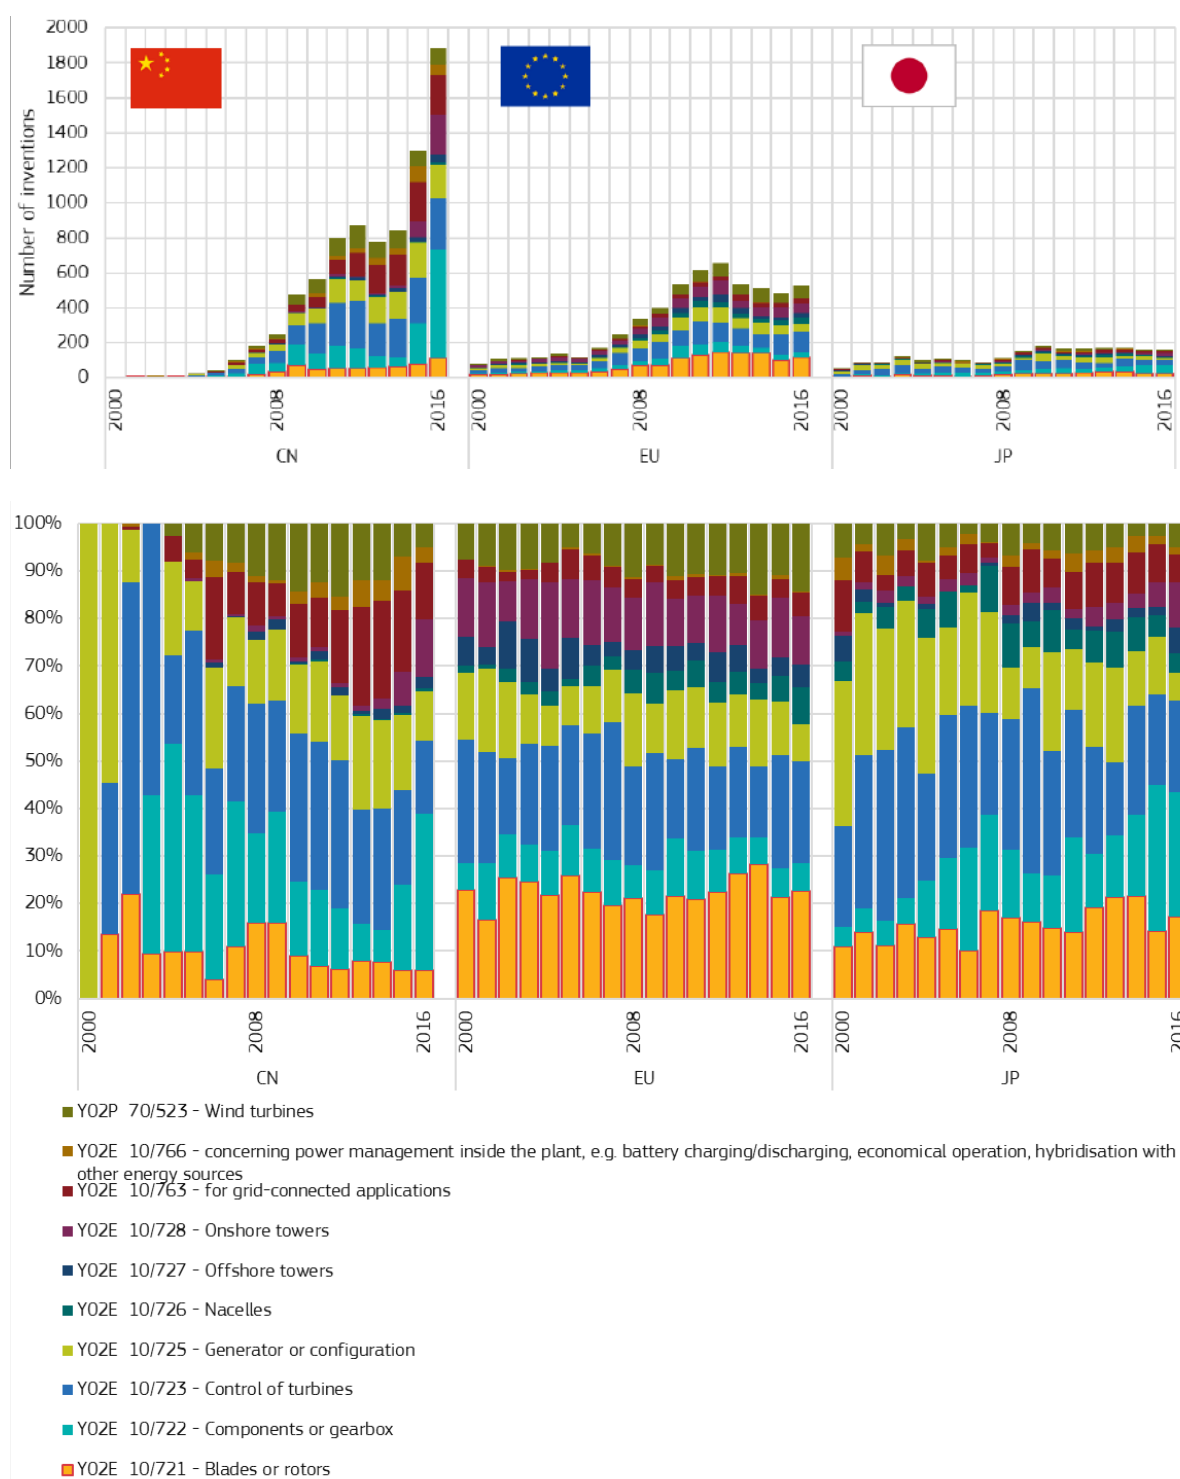 2000
1800
1600
1400
1200
1000
800
600
400
200
0
Number of inventions
2000 2008 2016 2000 2008 2016 2000 2008 2016
CN EU JP
100%
90%
80%
70%
60%
50%
40%
30%
20%
10%
0%
2000 2008 2016 2000 2008 2016 2000 2008 2016
CN EU JP
Y02P 70/523 - Wind turbines
Y02E 10/766 - concerning power management inside the plant, e.g. battery charging/discharging, economical operation, hybridisation with
other energy sources
Y02E 10/763 - for grid-connected applications
Y02E 10/728 - Onshore towers
Y02E 10/727 - Offshore towers
Y02E 10/726 - Nacelles
Y02E 10/725 - Generator or configuration
Y02E 10/723 - Control of turbines
Y02E 10/722 - Components or gearbox
Y02E 10/721 - Blades or rotors